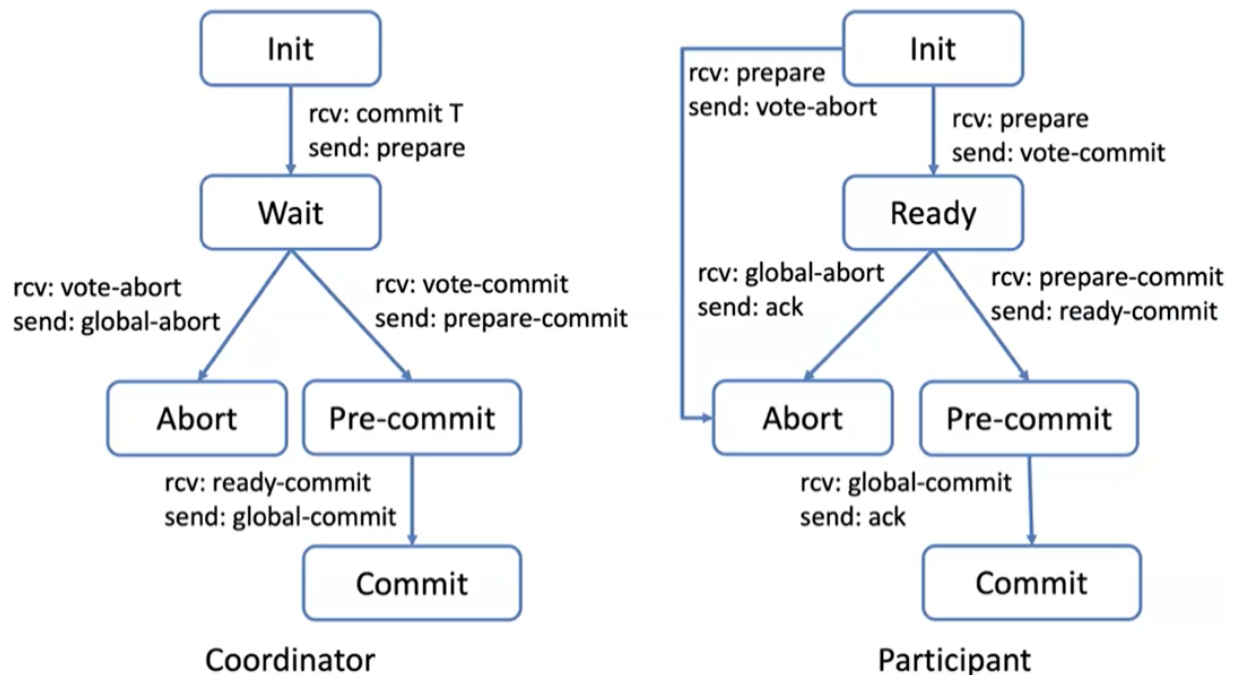 Init
rcv: commit T
send: prepare
Wait
rcv: vote-abort
send: global-abort
rcv: vote-commit
send: prepare-commit
Abort
Pre-commit
rcv: ready-commit
send: global-commit
Commit
Coordinator
Init
rcv: prepare
send: vote-abort
rcv: prepare
send: vote-commit
Ready
rcv: global-abort
send: ack
rcv: prepare-commit
send: ready-commit
Abort
Pre-commit
rcv: global-commit
send: ack
Commit
Participant